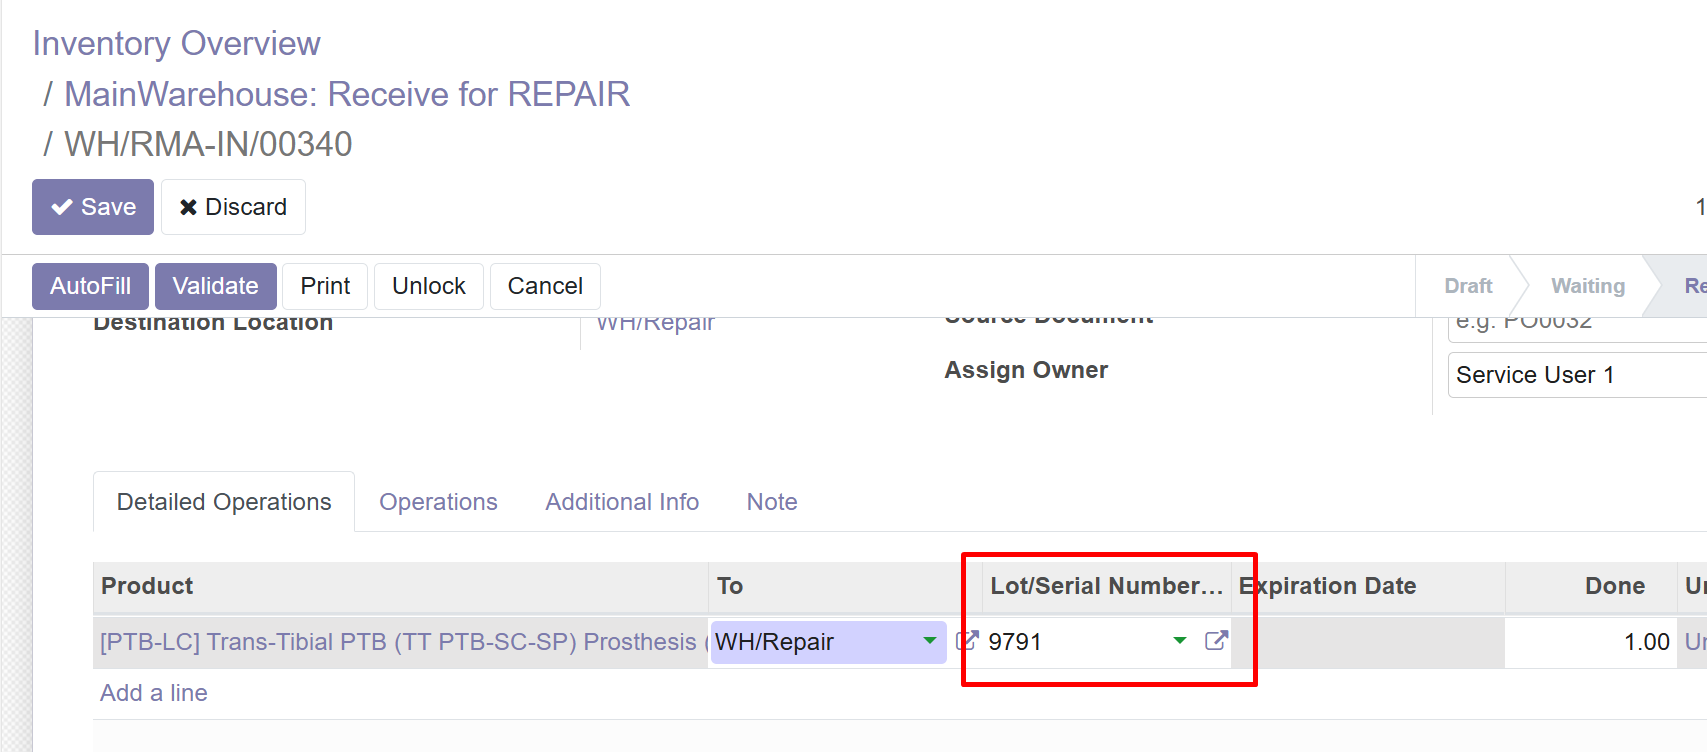 Inventory Overview
/ MainWarehouse: Receive for REPAIR
/ WH/RMA-IN/00340
Save Discard
1
AutoFill Validate Print Unlock Cancel Draft Waiting Re
Destination Location WH/Repair Source Document e.g. PO0032
Assign Owner Service User 1
Detailed Operations Operations Additional Info Note
Product To Lot/Serial Number... Expiration Date Done Un
[PTB-LC] Trans-Tibial PTB (TT PTB-SC-SP) Prosthesis ( WH/Repair 9791 1.00 Un
Add a line